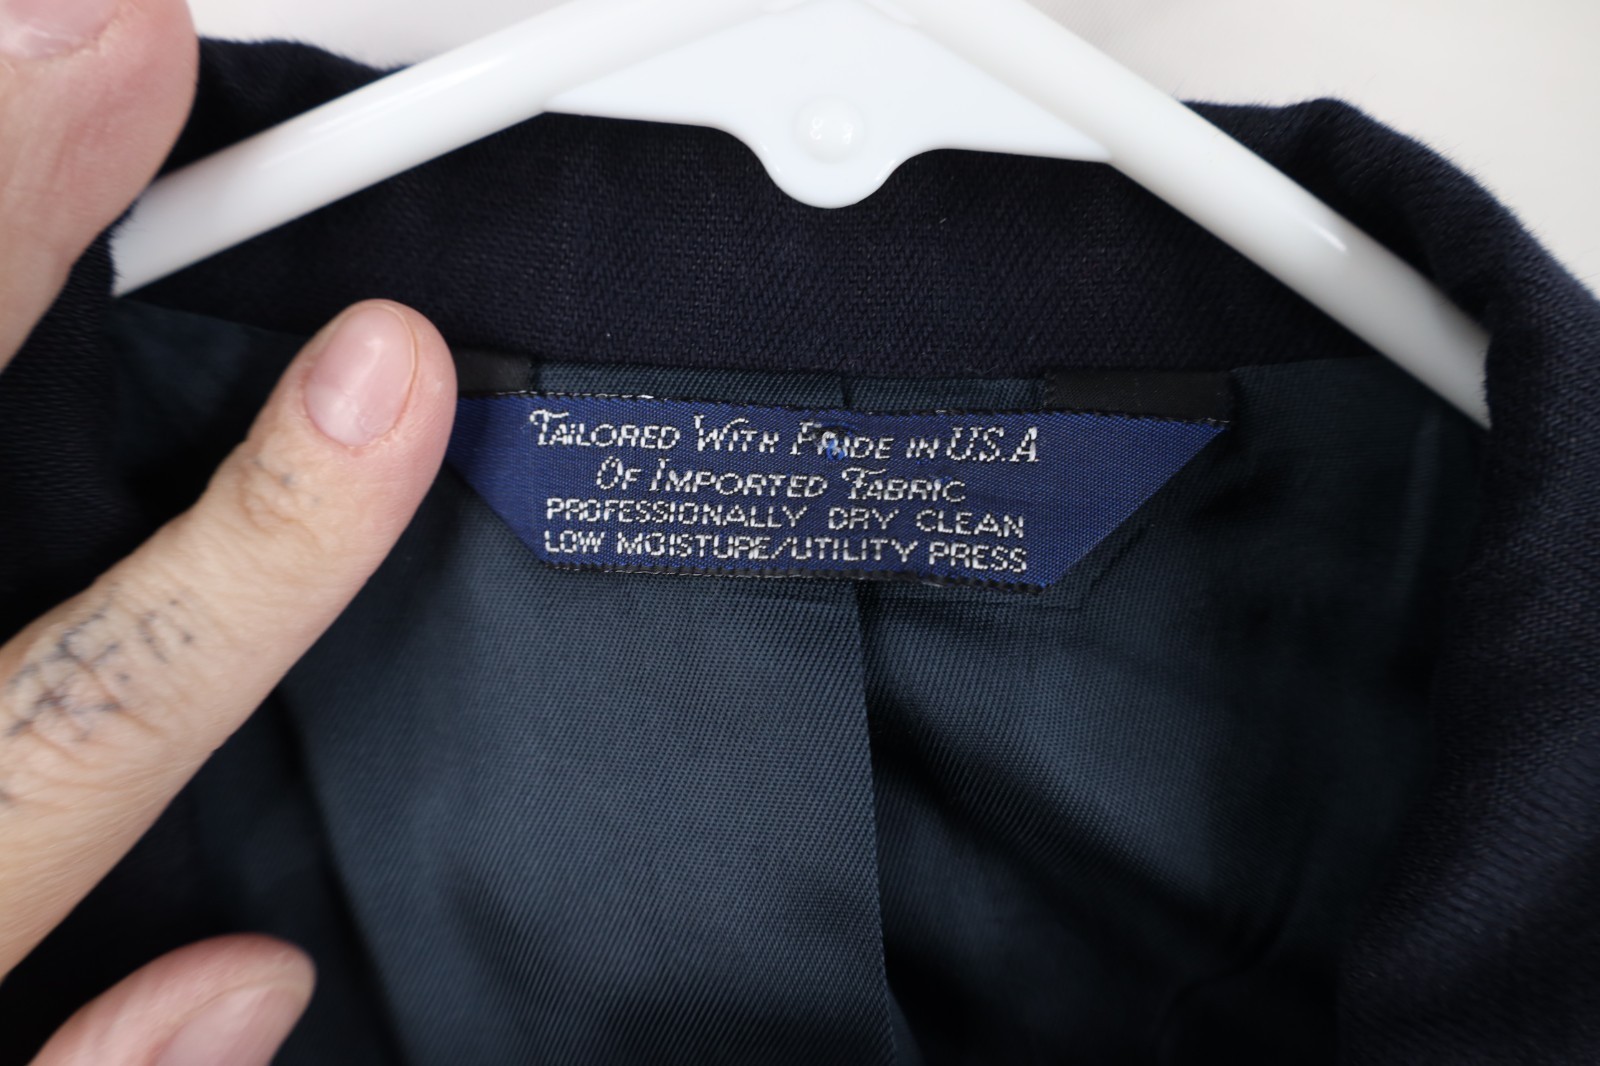 Tailored With Pride in U.S.A
Of Imported Fabric
PROFESSIONALLY DRY CLEAN
LOW MOISTURE/UTILITY PRESS